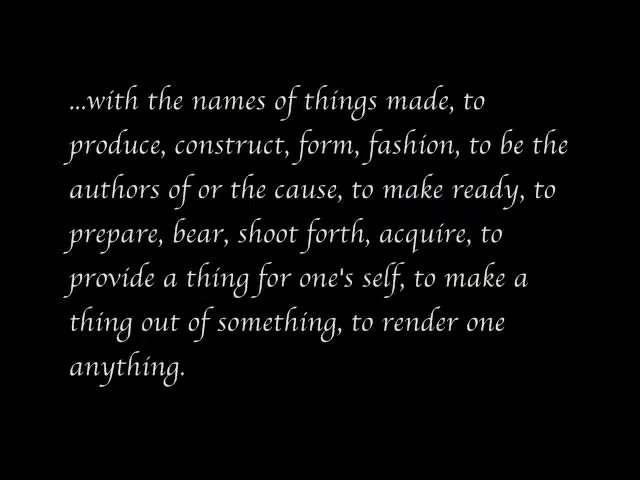 ...with the names of things made, to
produce, construct, form, fashion, to be the
authors of or the cause, to make ready, to
prepare, bear, shoot forth, acquire, to
provide a thing for one's self, to make a
thing out of something, to render one
anything.